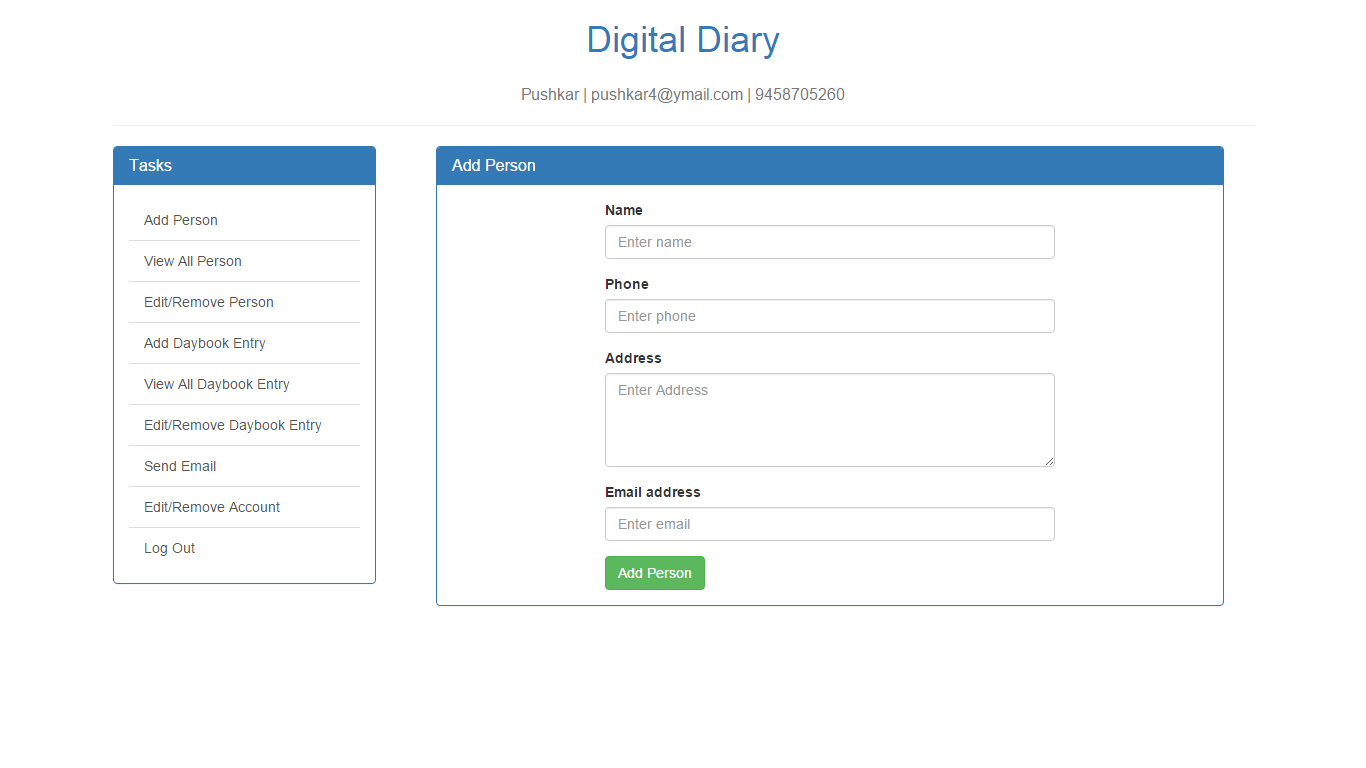 Digital Diary
Pushkar | pushkar4@ymail.com | 9458705260
Tasks
Add Person
View All Person
Edit/Remove Person
Add Daybook Entry
View All Daybook Entry
Edit/Remove Daybook Entry
Send Email
Edit/Remove Account
Log Out
Add Person
Name
Enter name
Phone
Enter phone
Address
Enter Address
Email address
Enter email
Add Person